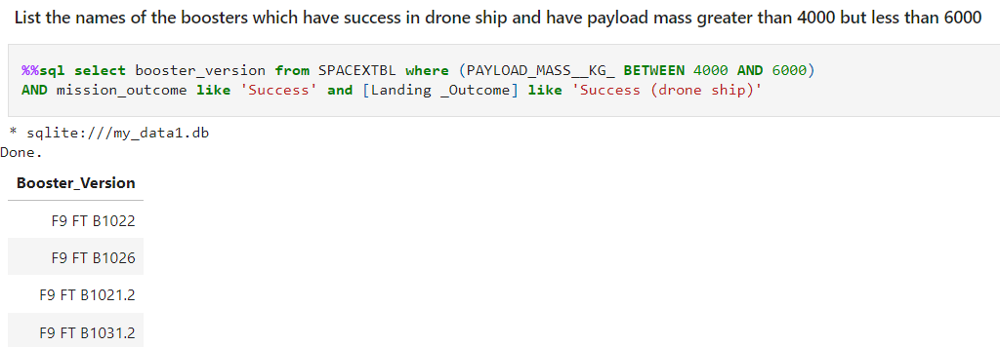 List the names of the boosters which have success in drone ship and have payload mass greater than 4000 but less than 6000
%%sql select booster_version from SPACEXTBL where (PAYLOAD_MASS__KG_ BETWEEN 4000 AND 6000)
AND mission_outcome like 'Success' and [Landing _Outcome] like 'Success (drone ship)'
* sqlite:///my_data1.db
Done.
Booster_Version
F9 FT B1022
F9 FT B1026
F9 FT B1021.2
F9 FT B1031.2